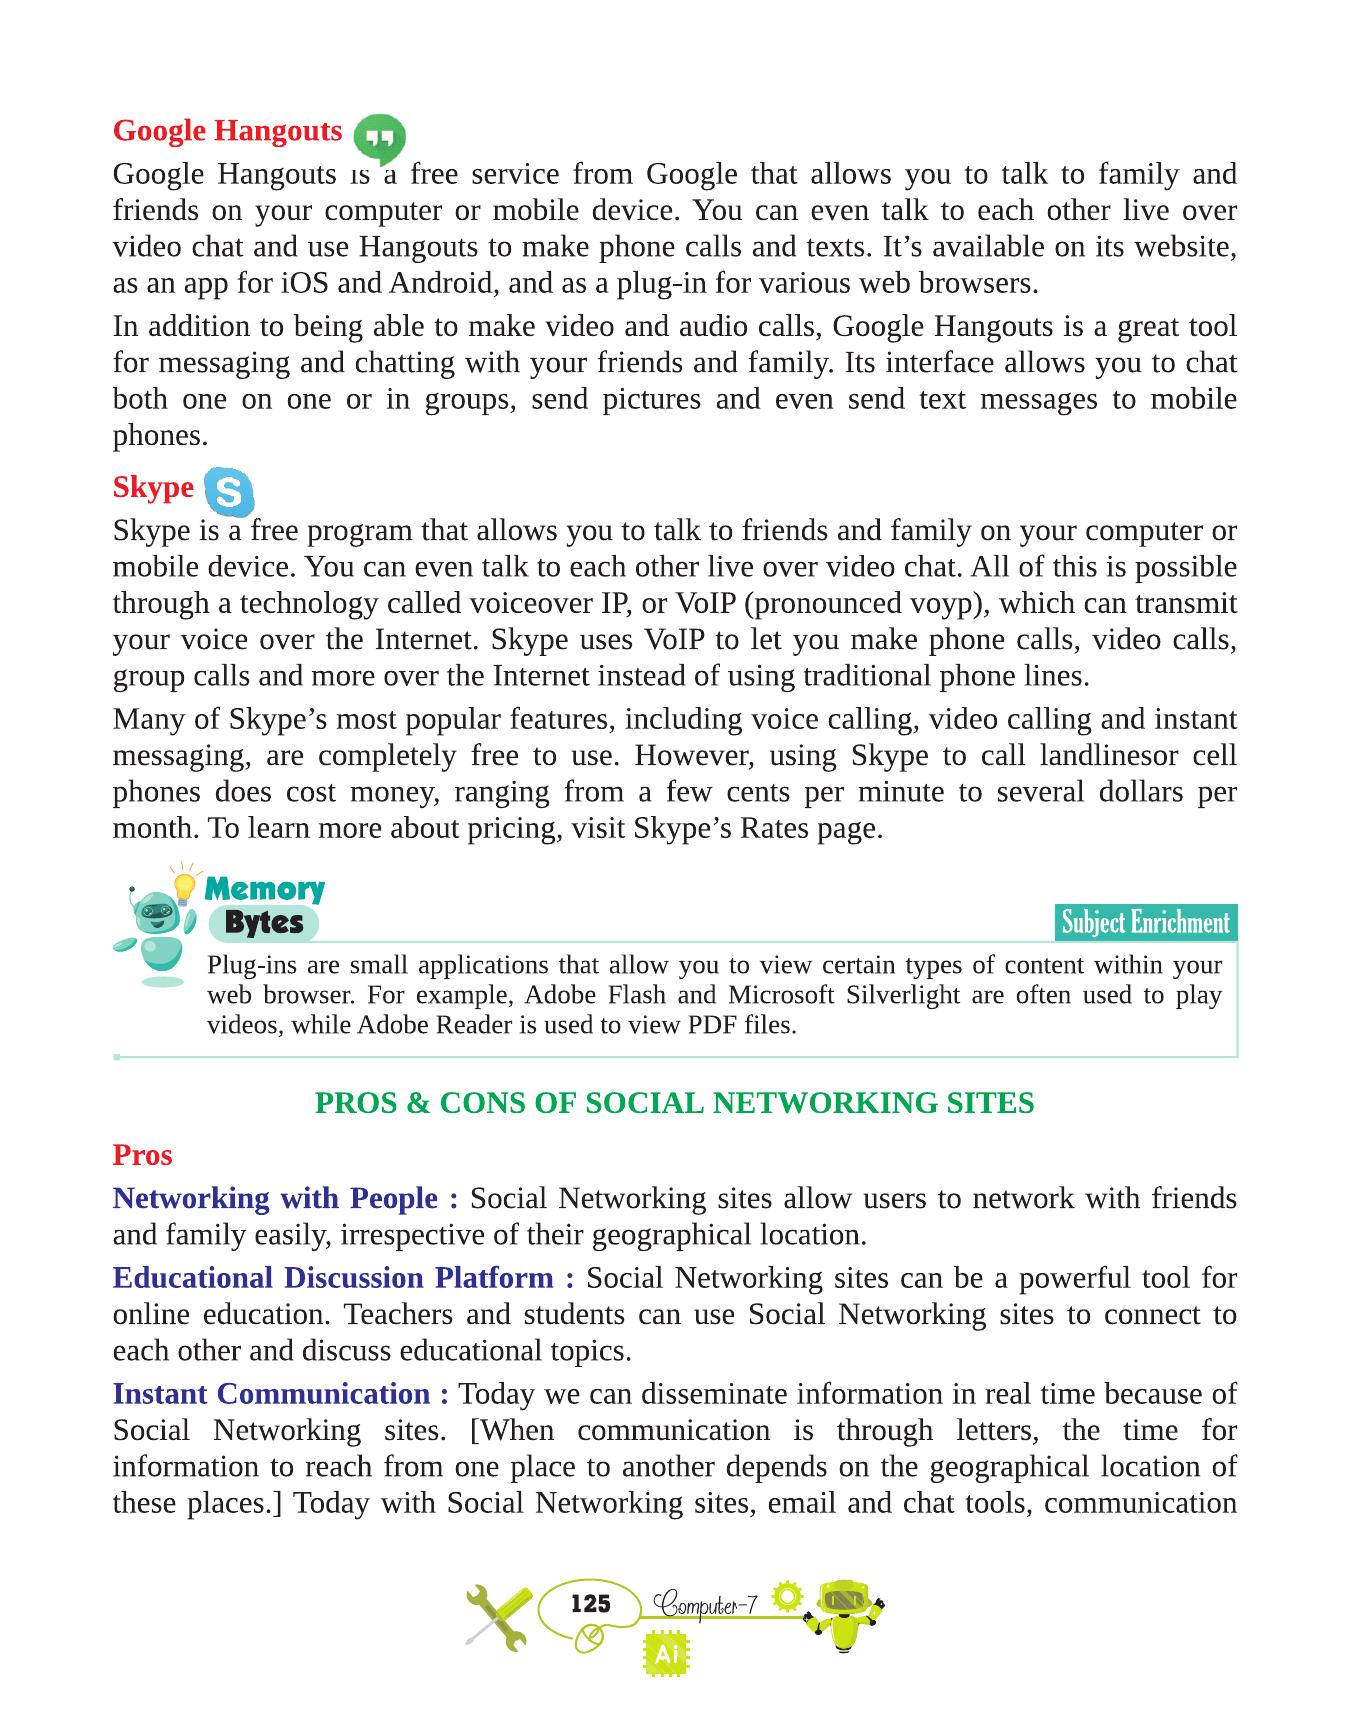 Google Hangouts
Google Hangouts is a free service from Google that allows you to talk to family and
friends on your computer or mobile device. You can even talk to each other live over
video chat and use Hangouts to make phone calls and texts. It’s available on its website,
as an app for iOS and Android, and as a plug-in for various web browsers.
In addition to being able to make video and audio calls, Google Hangouts is a great tool
for messaging and chatting with your friends and family. Its interface allows you to chat
both one on one or in groups, send pictures and even send text messages to mobile
phones.
Skype S
Skype is a free program that allows you to talk to friends and family on your computer or
mobile device. You can even talk to each other live over video chat. All of this is possible
through a technology called voiceover IP, or VoIP (pronounced voyp), which can transmit
your voice over the Internet. Skype uses VoIP to let you make phone calls, video calls,
group calls and more over the Internet instead of using traditional phone lines.
Many of Skype’s most popular features, including voice calling, video calling and instant
messaging, are completely free to use. However, using Skype to call landlinesor cell
phones does cost money, ranging from a few cents per minute to several dollars per
month. To learn more about pricing, visit Skype’s Rates page.
Memory
Bytes
Subject Enrichment
Plug-ins are small applications that allow you to view certain types of content within your
web browser. For example, Adobe Flash and Microsoft Silverlight are often used to play
videos, while Adobe Reader is used to view PDF files.
PROS & CONS OF SOCIAL NETWORKING SITES
Pros
Networking with People : Social Networking sites allow users to network with friends
and family easily, irrespective of their geographical location.
Educational Discussion Platform : Social Networking sites can be a powerful tool for
online education. Teachers and students can use Social Networking sites to connect to
each other and discuss educational topics.
Instant Communication : Today we can disseminate information in real time because of
Social Networking sites. [When communication is through letters, the time for
information to reach from one place to another depends on the geographical location of
these places.] Today with Social Networking sites, email and chat tools, communication
125 Computer-7
Ai